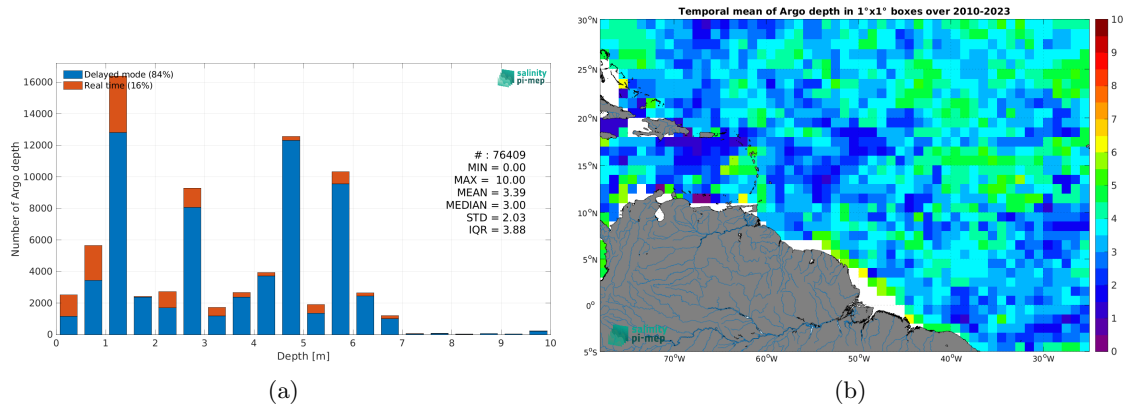 Delayed mode (84%)
Real time (16%)
salinity
pi-mep
Number of Argo depth
16000
14000
12000
10000
8000
6000
4000
2000
0
# : 76409
MIN = 0.00
MAX = 10.00
MEAN = 3.39
MEDIAN = 3.00
STD = 2.03
IQR = 3.88
0 1 2 3 4 5 6 7 8 9 10
Depth [m]
(a)
Temporal mean of Argo depth in 1°x1° boxes over 2010-2023
30°N
25°N
20°N
15°N
10°N
5°N
0°
5°S
70°W 60°W 50°W 40°W 30°W
salinity
pi-mep
10
9
8
7
6
5
4
3
2
1
0
(b)